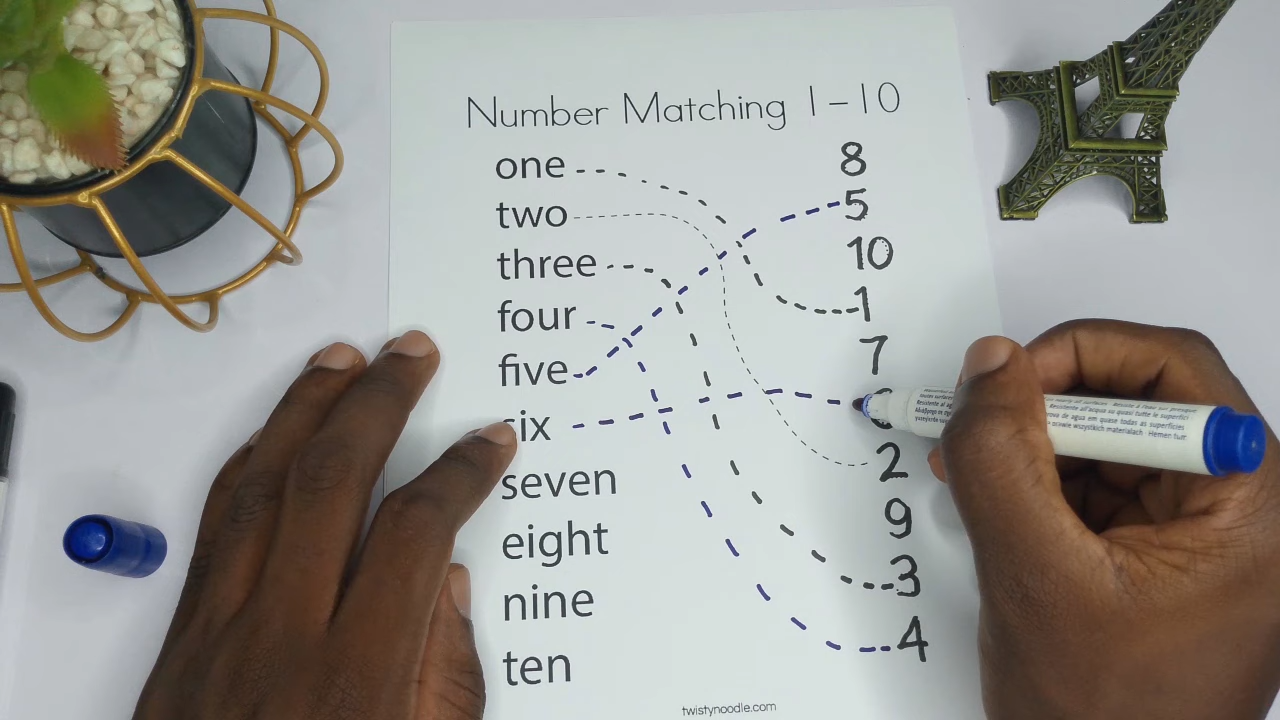 Number Matching 1-10
one 8
two 5
three 10
four 1
five 7
six
seven 2
eight 9
nine 3
ten 4
twistynoodle.com